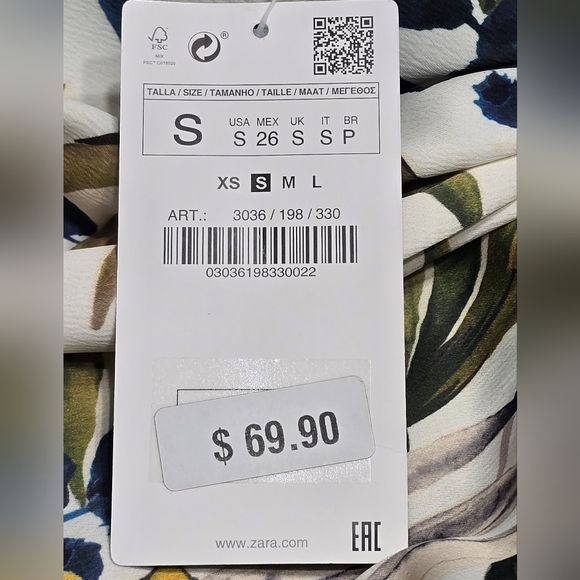 FSC
MIX
®
TALLA / SIZE / TAMANHO / TAILLE / MAAT / ΜΕΓΕΘΟΣ
S
USA MEX UK IT BR
S 26 S S P
XS S M L
ART.: 3036 / 198 / 330
03036198330022
$ 69.90
www.zara.com
EAC